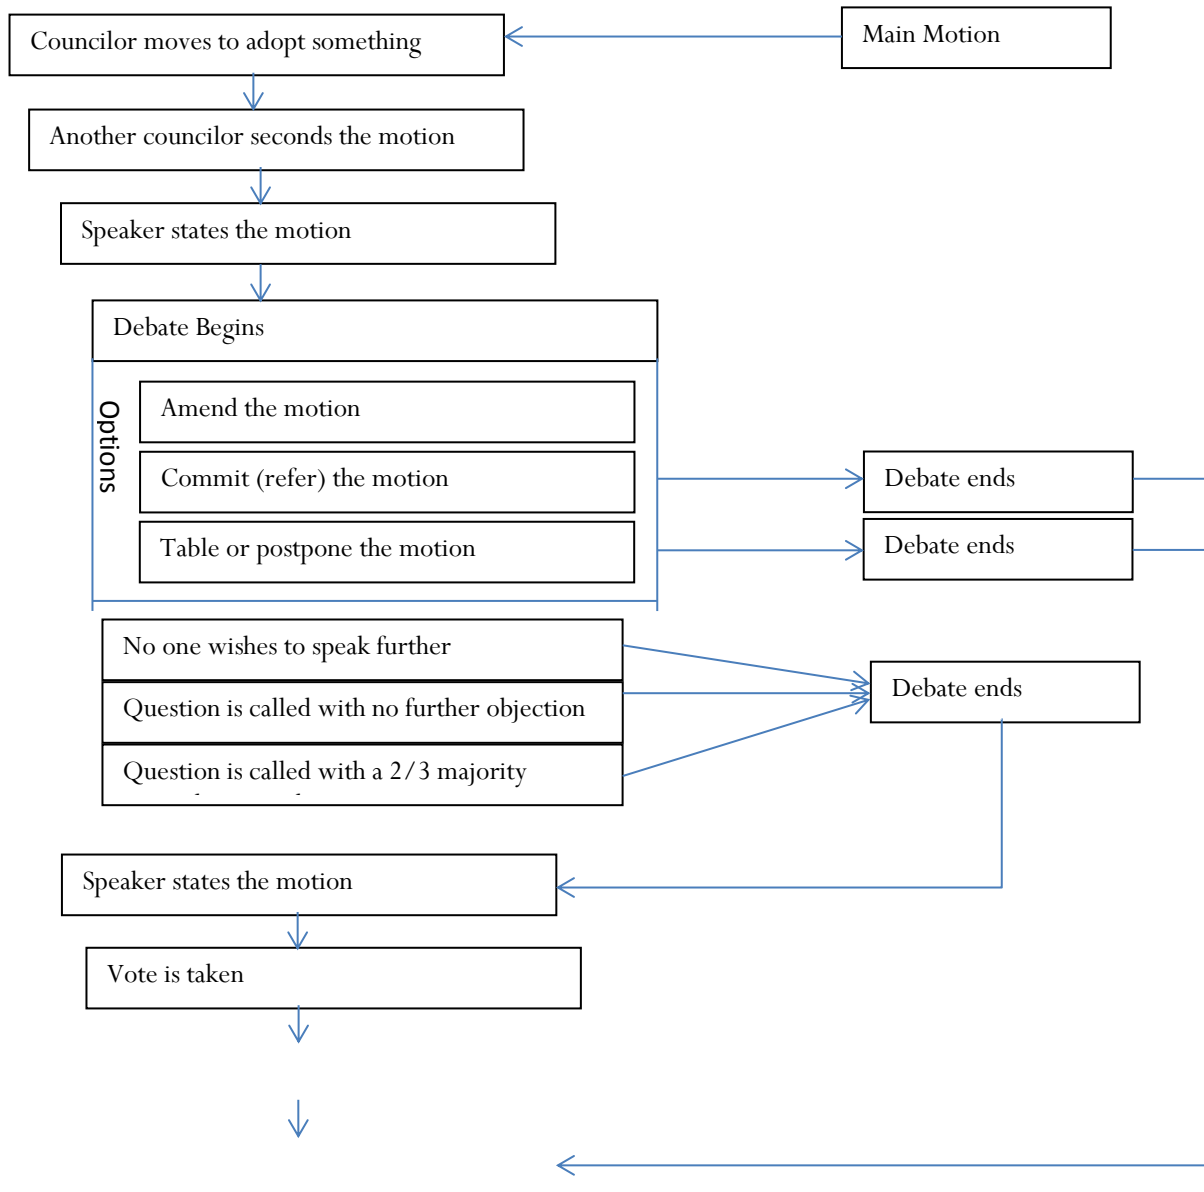 Councilor moves to adopt something
Main Motion
Another councilor seconds the motion
Speaker states the motion
Debate Begins
Options
Amend the motion
Commit (refer) the motion
Debate ends
Table or postpone the motion
Debate ends
No one wishes to speak further
Question is called with no further objection
Debate ends
Question is called with a 2/3 majority
Speaker states the motion
Vote is taken